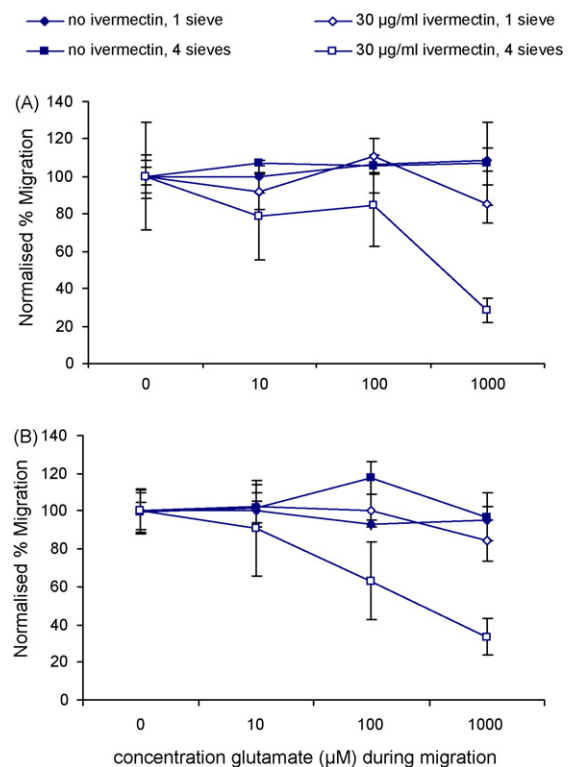 no ivermectin, 1 sieve
30 µg/ml ivermectin, 1 sieve
no ivermectin, 4 sieves
30 µg/ml ivermectin, 4 sieves
(A)
Normalised % Migration
140
120
100
80
60
40
20
0
0 10 100 1000
(B)
Normalised % Migration
140
120
100
80
60
40
20
0
0 10 100 1000
concentration glutamate (µM) during migration